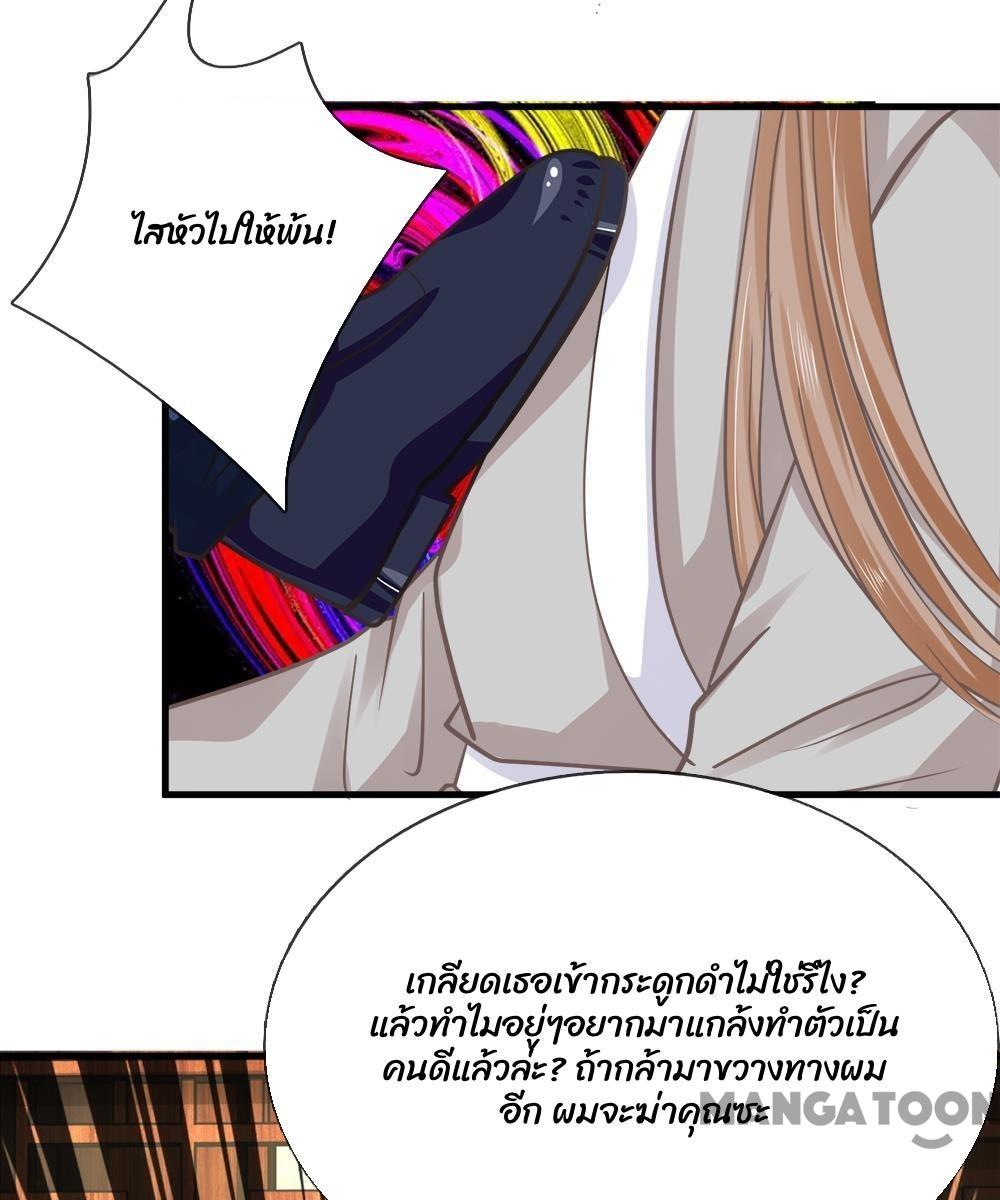 ไสหัวไปให้พ้น!
เกลียดเธอเข้ากระดูกดำไม่ใช่รึไง?
แล้วทำไมอยู่ๆอยากมาแกล้งทำตัวเป็น
คนดีแล้วล่ะ? ถ้ากล้ามาขวางทางผม
อีก ผมจะฆ่าคุณซะ
MANGATOON